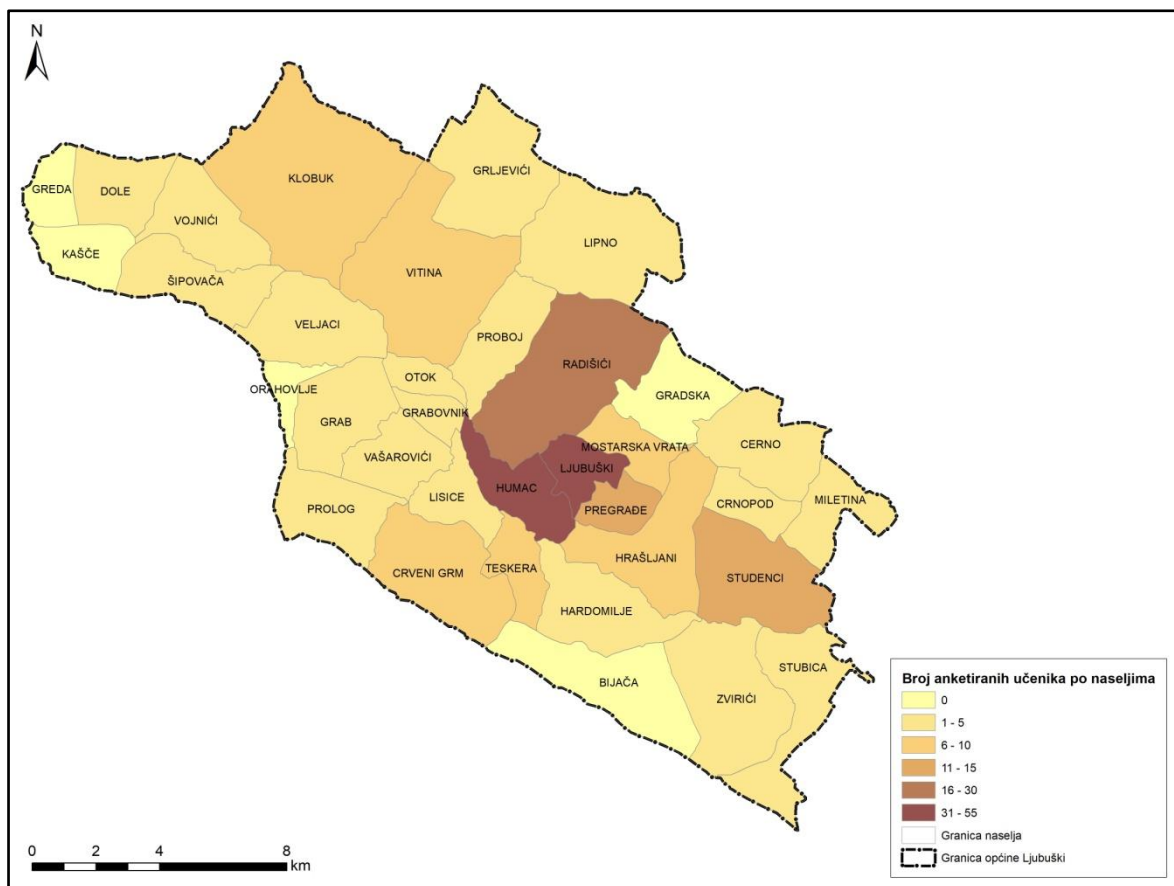 N
GRLJEVIĆI
KLOBUK
GREDA
DOLE
VOJNIĆI
LIPNO
KAŠČE
VITINA
ŠIPOVAČA
VELJACI
PROBOJ
RADIŠIĆI
OTOK
ORAHOVLJE
GRADSKA
GRABOVNIK
GRAB
MOSTARSKA VRATA
CERNO
VAŠAROVIĆI
LJUBUŠKI
HUMAC
LISICE
CRNOPOD
MILETINA
PROLOG
PREGRAĐE
HRAŠLJANI
CRVENI GRM
TESKERA
STUDENCI
HARDOMILJE
STUBICA
BIJAČA
ZVIRIĆI
Broj anketiranih učenika po naseljima
0
1 - 5
6 - 10
11 - 15
16 - 30
31 - 55
Granica naselja
Granica općine Ljubuški
0 2 4 8
km